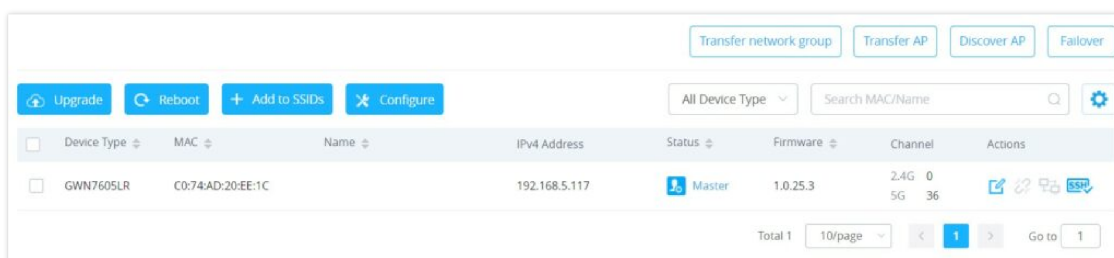 Transfer network group Transfer AP Discover AP Failover
Upgrade Reboot + Add to SSIDs Configure All Device Type Search MAC/Name
Device Type MAC Name IPv4 Address Status Firmware Channel Actions
GWN7605LR C0:74:AD:20:EE:1C 192.168.5.117 Master 1.0.25.3 2.4G 0
5G 36 SSH
Total 1 10/page < 1 > Go to 1